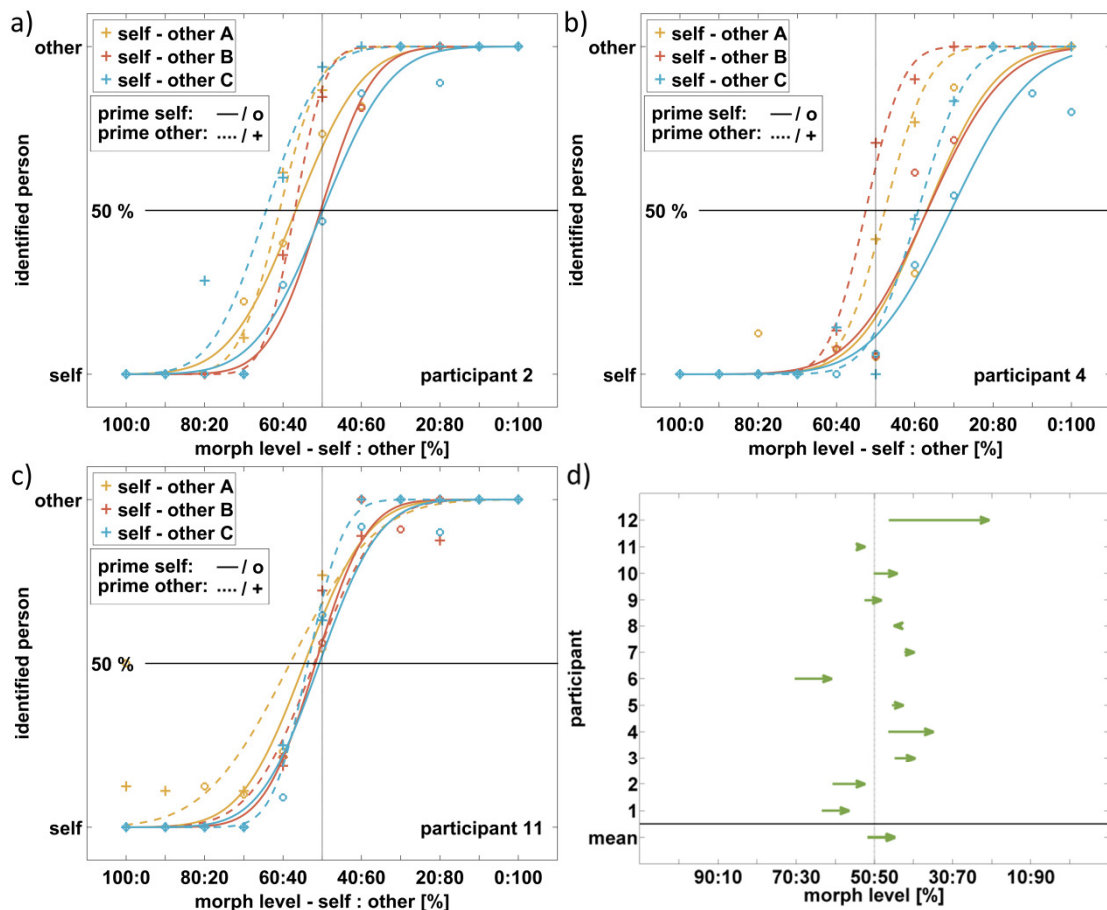 a)
other
+ self - other A
+ self - other B
+ self - other C
prime self: — / o
prime other: .... / +
50 %
identified person
self
participant 2
100:0 80:20 60:40 40:60 20:80 0:100
morph level - self : other [%]
b)
other
+ self - other A
+ self - other B
+ self - other C
prime self: — / o
prime other: .... / +
50 %
identified person
self
participant 4
100:0 80:20 60:40 40:60 20:80 0:100
morph level - self : other [%]
c)
other
+ self - other A
+ self - other B
+ self - other C
prime self: — / o
prime other: .... / +
50 %
identified person
self
participant 11
100:0 80:20 60:40 40:60 20:80 0:100
morph level - self : other [%]
d)
12
11
10
9
8
7
6
5
4
3
2
1
mean
participant
90:10 70:30 50:50 30:70 10:90
morph level [%]